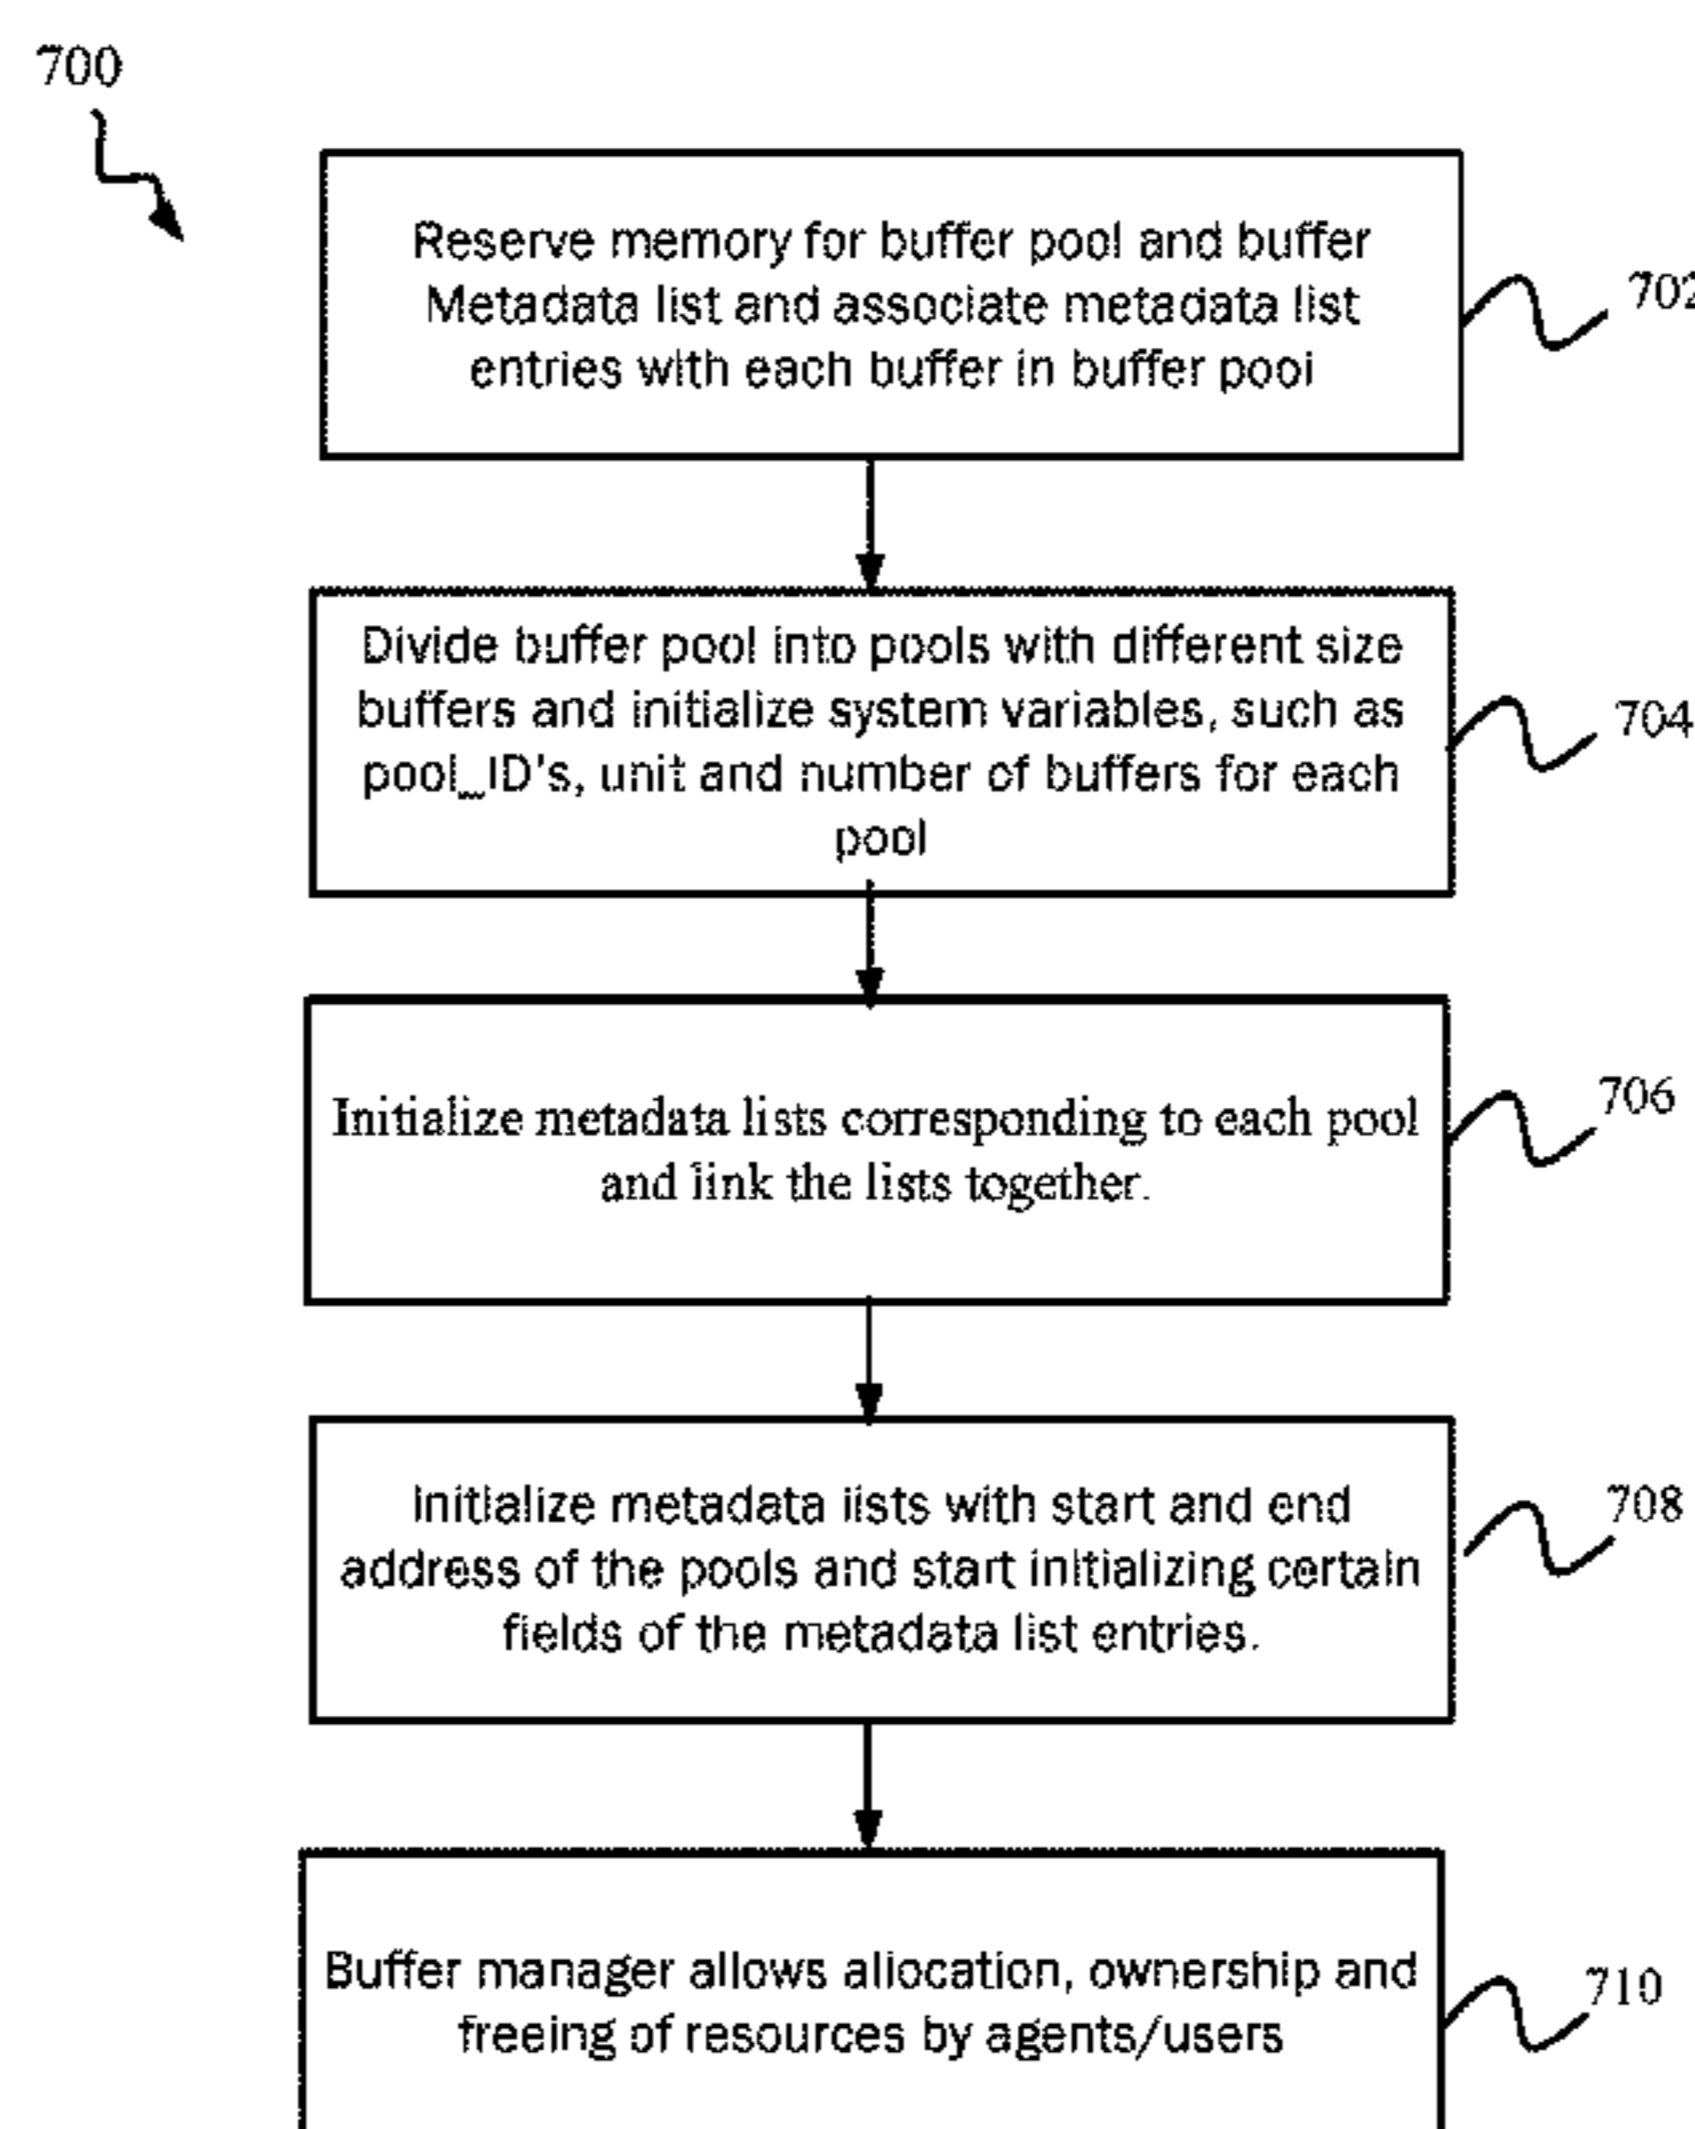 700
Reserve memory for buffer pool and buffer
Metadata list and associate metadata list
entries with each buffer in buffer pool
702
Divide buffer pool into pools with different size
buffers and initialize system variables, such as
pool_ID's, unit and number of buffers for each
pool
704
Initialize metadata lists corresponding to each pool
and link the lists together.
706
Initialize metadata lists with start and end
address of the pools and start initializing certain
fields of the metadata list entries.
708
Buffer manager allows allocation, ownership and
freeing of resources by agents/users
710